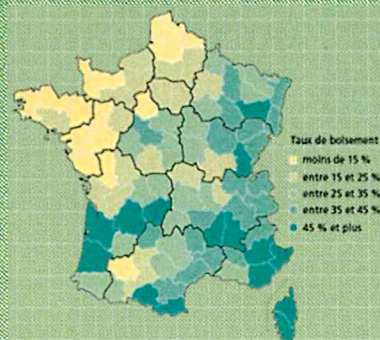 Taux de boisement
moins de 15 %
entre 15 et 25 %
entre 25 et 35 %
entre 35 et 45 %
45 % et plus